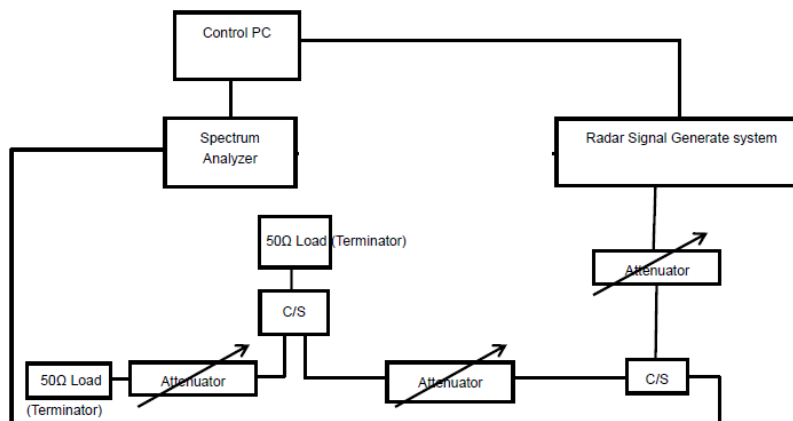 Control PC
Spectrum
Analyzer
Radar Signal Generate system
50Ω Load (Terminator)
Attenuator
C/S
50Ω Load
(Terminator)
Attenuator
Attenuator
C/S